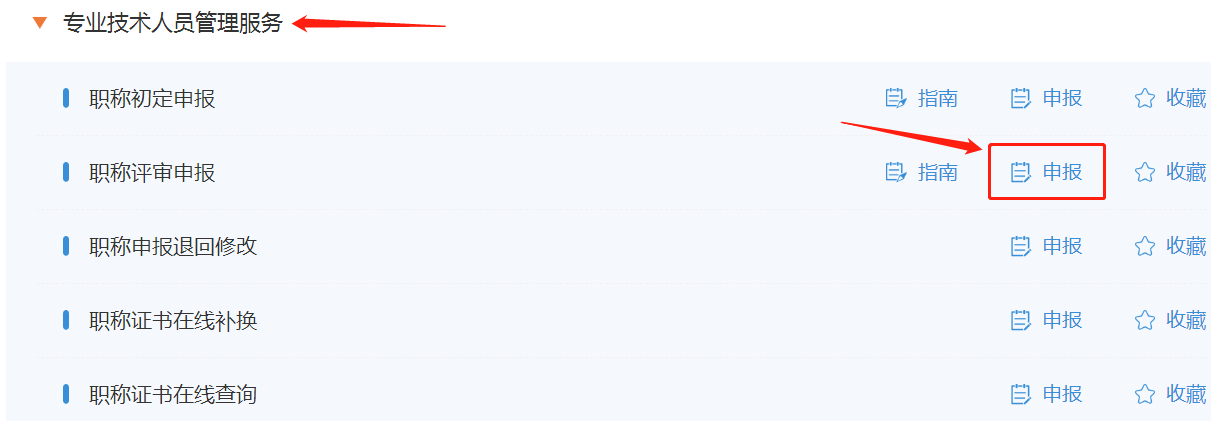 专业技术人员管理服务
职称初定申报 指南 申报 收藏
职称评审申报 指南 申报 收藏
职称申报退回修改 申报 收藏
职称证书在线补换 申报 收藏
职称证书在线查询 申报 收藏